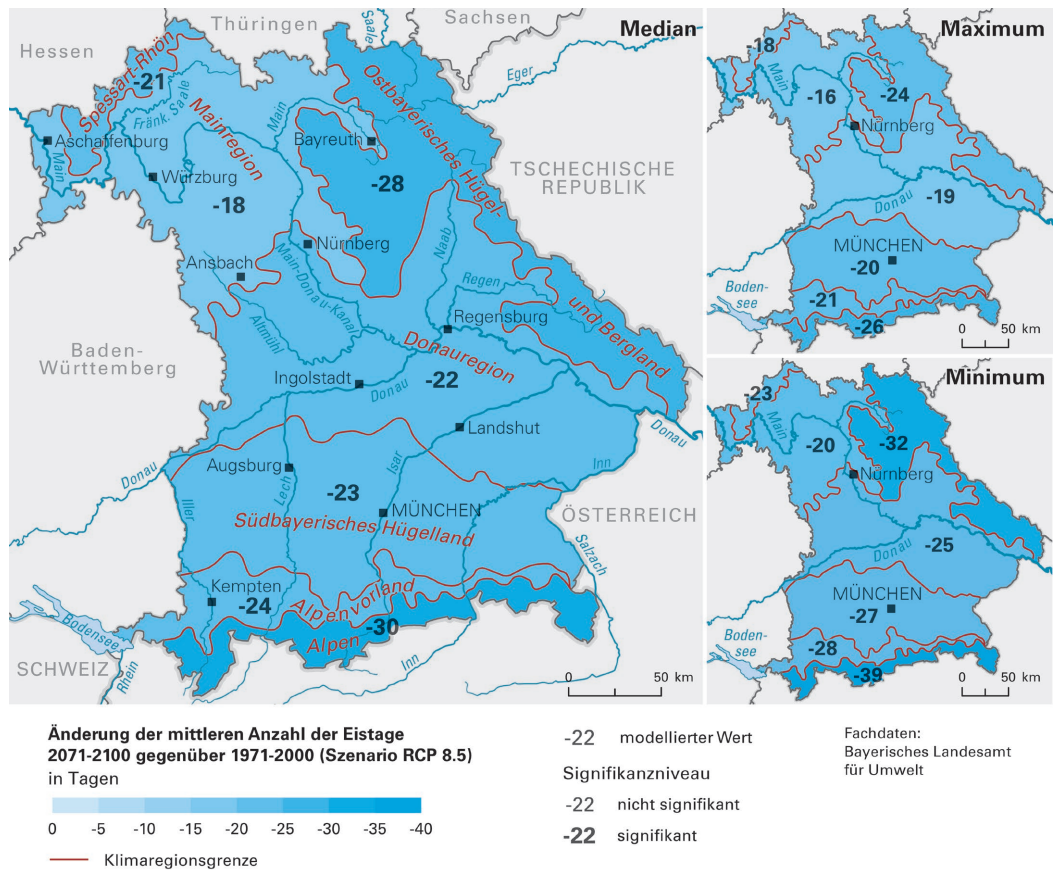 Median
Thüringen
Sachsen
Hessen
Saale
Eger
Spessart-Rhön
-21
Fränk. Saale
Mainregion
Main
Ostbayerisches Hügel-
und Bergland
Aschaffenburg
Main
Bayreuth
TSCHECHISCHE
REPUBLIK
Würzburg
-28
-18
Nürnberg
Naab
Ansbach
Main-Donau-Kanal
Regen
Altmühl
Regensburg
Baden-
Württemberg
Donauregion
Ingolstadt
Donau
-22
Landshut
Donau
Donau
Augsburg
Isar
Inn
Lech
Iller
-23
MÜNCHEN
ÖSTERREICH
Südbayerisches Hügelland
Salzach
Kempten
-24
Alpenvorland
-30
Alpen
Bodensee
SCHWEIZ
Rhein
Inn
0 50 km
Maximum
-18
Main
-16
-24
Nürnberg
Donau
-19
MÜNCHEN
-20
Boden-
see
-21
-26
0 50 km
Minimum
-23
Main
-20
-32
Nürnberg
Donau
-25
MÜNCHEN
-27
Boden-
see
-28
-39
0 50 km
Änderung der mittleren Anzahl der Eistage
2071-2100 gegenüber 1971-2000 (Szenario RCP 8.5)
in Tagen
0 -5 -10 -15 -20 -25 -30 -35 -40
Klimaregionsgrenze
-22 modellierter Wert
Signifikanzniveau
-22 nicht signifikant
-22 signifikant
Fachdaten:
Bayerisches Landesamt
für Umwelt